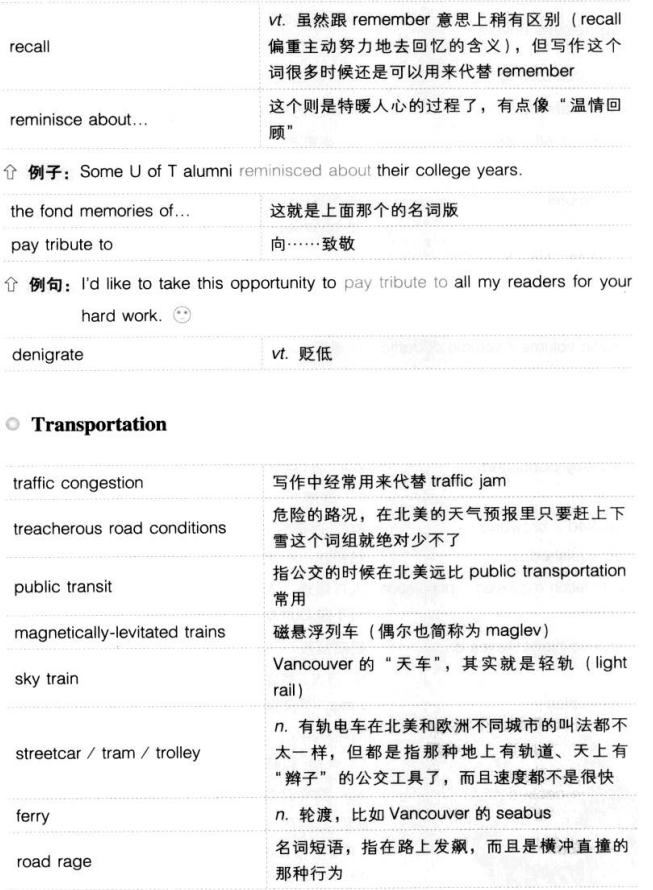 vt. 虽然跟 remember 意思上稍有区别（recall
recall
偏重主动努力地去回忆的含义），但写作这个
词很多时候还是可以用来代替 remember
reminisce about…
这个则是特暖人心的过程了，有点像“温情回
顾”
⇧ 例子：Some U of T alumni reminisced about their college years.
the fond memories of… 这就是上面那个的名词版
pay tribute to 向……致敬
⇧ 例句：I'd like to take this opportunity to pay tribute to all my readers for your
hard work.
denigrate vt. 贬低
Transportation
traffic congestion 写作中经常用来代替 traffic jam
treacherous road conditions
危险的路况，在北美的天气预报里只要赶上下
雪这个词组就绝对少不了
public transit
指公交的时候在北美远比 public transportation
常用
magnetically-levitated trains 磁悬浮列车（偶尔也简称为 maglev）
sky train
Vancouver 的“天车”，其实就是轻轨（light
rail）
n. 有轨电车在北美和欧洲不同城市的叫法都不
streetcar / tram / trolley
太一样，但都是指那种地上有轨道、天上有
“辫子”的公交工具了，而且速度都不是很快
ferry n. 轮渡，比如 Vancouver 的 seabus
road rage
名词短语，指在路上发飙，而且是横冲直撞的
那种行为